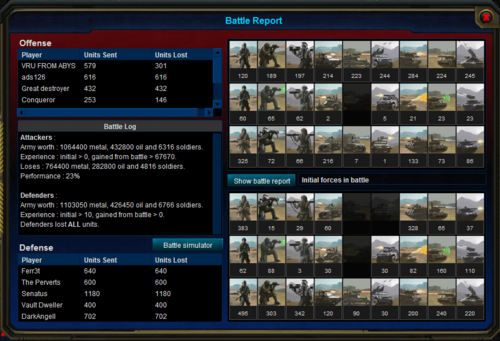 Battle Report
Offense
Player Units Sent Units Lost
VRU FROM ABYS 579 301
ads126 616 616
Great destroyer 432 432
Conqueror 253 146
120 189 197 214 223 244 284 224 245
60 65 62 2 5 21 23 23
325 72 66 216 7 1 133 73 86
Battle Log
Attackers :
Army worth : 1064400 metal, 432800 oil and 6316 soldiers.
Experience : initial > 0, gained from battle > 67670.
Loses : 764400 metal, 282800 oil and 4816 soldiers.
Performance : 23%
Defenders :
Army worth : 1103050 metal, 426450 oil and 6766 soldiers.
Experience : initial > 10, gained from battle > 0.
Defenders lost ALL units.
Show battle report Initial forces in battle
383 15 29 60 328 65 37
62 88 3 30 30 82 160 110
495 303 342 120 90 30 200 240 220
Defense
Battle simulator
Player Units Sent Units Lost
Ferr3t 640 640
The Perverts 600 600
Senatus 1180 1180
Vault Dweller 400 400
DarkAngell 702 702